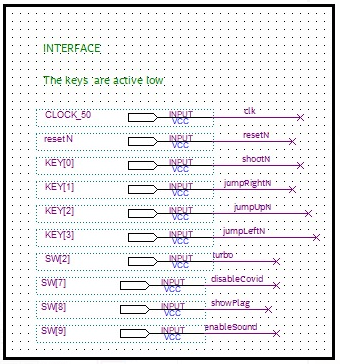 INTERFACE
The keys are active low
CLOCK_50 INPUT VCC clk
resetN INPUT VCC resetN
KEY[0] INPUT VCC shootN
KEY[1] INPUT VCC jumpRightN
KEY[2] INPUT VCC jumpUpN
KEY[3] INPUT VCC jumpLeftN
SW[2] INPUT VCC turbo
SW[7] INPUT VCC disableCovid
SW[8] INPUT VCC showFlag
SW[9] INPUT VCC enableSound